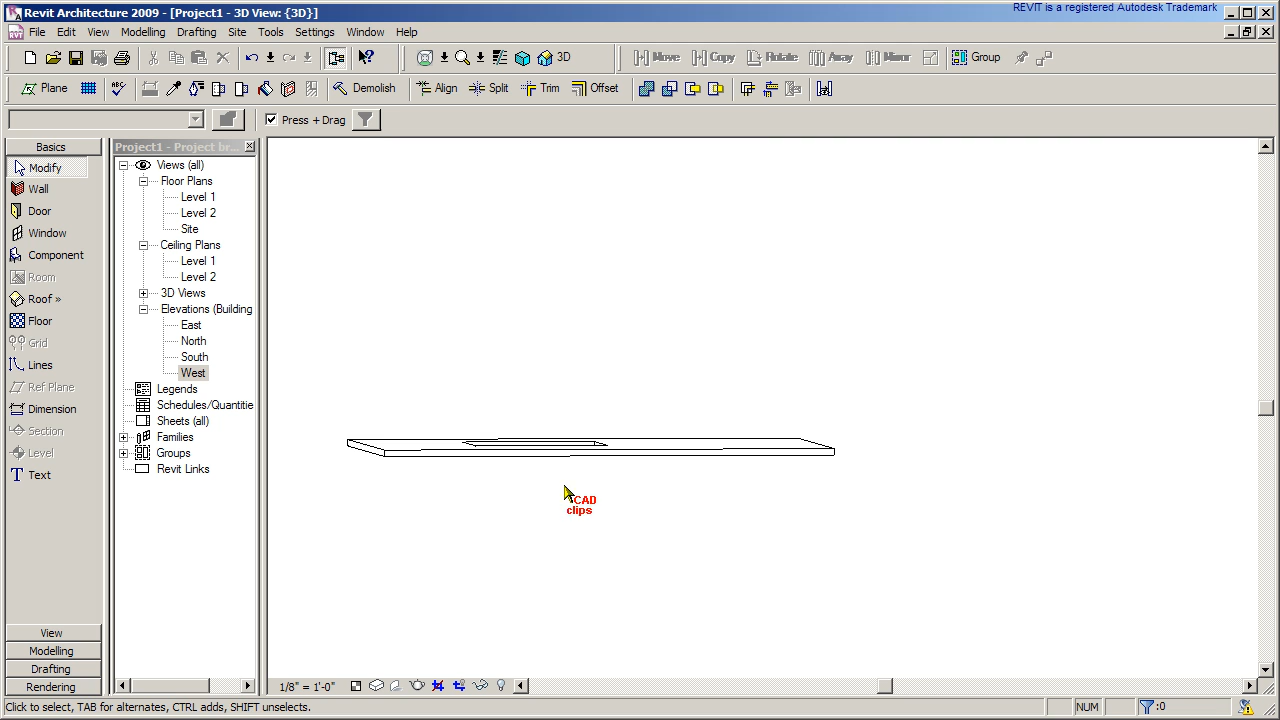 Revit Architecture 2009 - [Project1 - 3D View: {3D}]
REVIT is a registered Autodesk Trademark
File Edit View Modelling Drafting Site Tools Settings Window Help
3D Move Copy Rotate Array Mirror Group
Plane Demolish Align Split Trim Offset
Press + Drag
Basics
Modify
Wall
Door
Window
Component
Room
Roof »
Floor
Grid
Lines
Ref Plane
Dimension
Section
Level
Text
View
Modelling
Drafting
Rendering
Project1 - Project br...
Views (all)
Floor Plans
Level 1
Level 2
Site
Ceiling Plans
Level 1
Level 2
3D Views
Elevations (Building
East
North
South
West
Legends
Schedules/Quantitie
Sheets (all)
Families
Groups
Revit Links
CAD
clips
1/8" = 1'-0"
Click to select, TAB for alternates, CTRL adds, SHIFT unselects.
NUM
:0